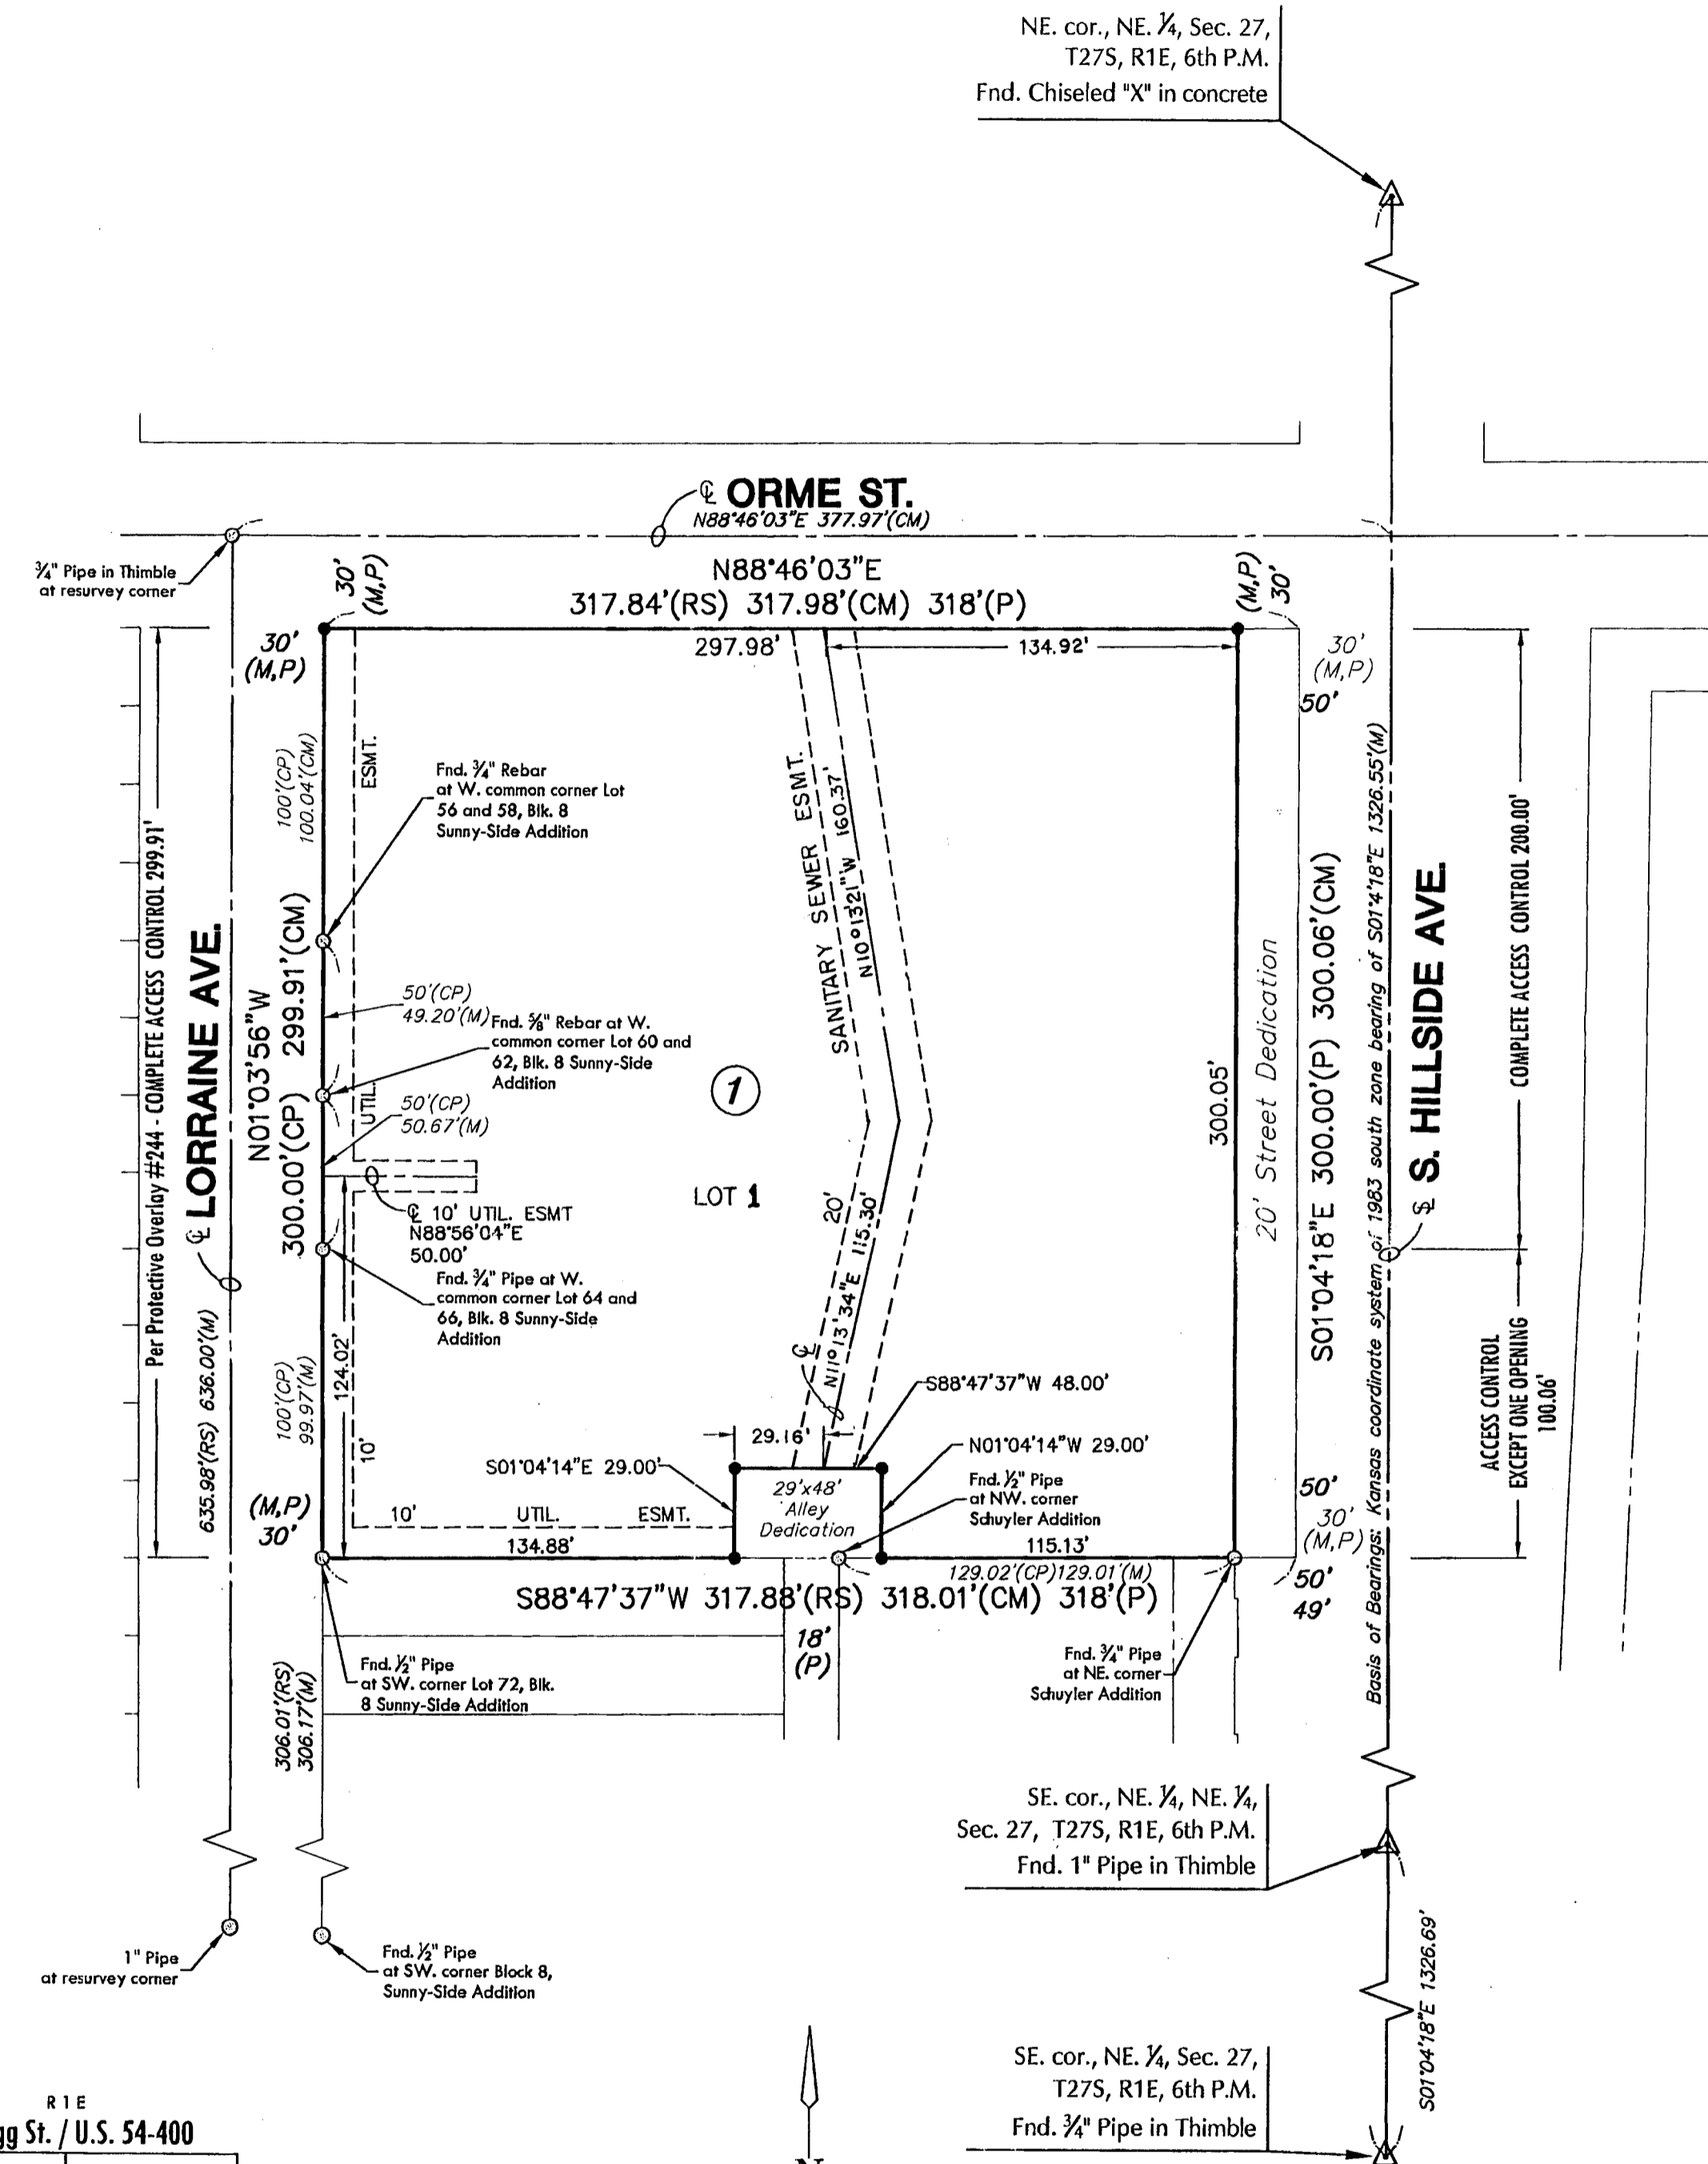 NE. cor., NE. ¼, Sec. 27,
T27S, R1E, 6th P.M.
Fnd. Chiseled "X" in concrete
℄ ORME ST.
N88°46'03"E 377.97'(CM)
¾" Pipe in Thimble
at resurvey corner
30'
(M,P)
N88°46'03"E
317.84'(RS) 317.98'(CM) 318'(P)
(M,P)
30'
30'
(M,P)
297.98'
134.92'
30'
(M,P)
50'
Per Protective Overlay #244 - COMPLETE ACCESS CONTROL 299.91'
℄ LORRAINE AVE.
635.98'(RS) 636.00'(M)
N01°03'56"W
300.00'(CP) 299.91'(CM)
100'(CP)
100.04'(CM)
ESMT.
UTIL.
Fnd. ¾" Rebar
at W. common corner Lot
56 and 58, Blk. 8
Sunny-Side Addition
50'(CP)
49.20'(M)
Fnd. ⅝" Rebar at W.
common corner Lot 60 and
62, Blk. 8 Sunny-Side
Addition
50'(CP)
50.67'(M)
℄ 10' UTIL. ESMT
N88°56'04"E
50.00'
Fnd. ¾" Pipe at W.
common corner Lot 64 and
66, Blk. 8 Sunny-Side
Addition
124.02'
100'(CP)
99.97'(M)
10'
SANITARY SEWER ESMT.
N10°13'21"W 160.37'
1
LOT 1
20'
℄
N11°13'34"E 115.30'
300.05'
20' Street Dedication
S01°04'18"E 300.00'(P) 300.06'(CM)
Basis of Bearings: Kansas coordinate system of 1983 south zone bearing of S01°4'18"E 1326.55'(M)
℄ S. HILLSIDE AVE.
COMPLETE ACCESS CONTROL 200.00'
ACCESS CONTROL
EXCEPT ONE OPENING
100.06'
S88°47'37"W 48.00'
29.16'
N01°04'14"W 29.00'
S01°04'14"E 29.00'
29'x48'
Alley
Dedication
Fnd. ½" Pipe
at NW. corner
Schuyler Addition
(M,P)
30'
10' UTIL. ESMT.
134.88'
115.13'
129.02'(CP)129.01'(M)
50'
30'
(M,P)
50'
49'
S88°47'37"W 317.88'(RS) 318.01'(CM) 318'(P)
18'
(P)
Fnd. ½" Pipe
at SW. corner Lot 72, Blk.
8 Sunny-Side Addition
Fnd. ¾" Pipe
at NE. corner
Schuyler Addition
306.01'(RS)
306.17'(M)
SE. cor., NE. ¼, NE. ¼,
Sec. 27, T27S, R1E, 6th P.M.
Fnd. 1" Pipe in Thimble
1" Pipe
at resurvey corner
Fnd. ½" Pipe
at SW. corner Block 8,
Sunny-Side Addition
S01°04'18"E 1326.69'
SE. cor., NE. ¼, Sec. 27,
T27S, R1E, 6th P.M.
Fnd. ¾" Pipe in Thimble
R 1 E
St. / U.S. 54-400
N